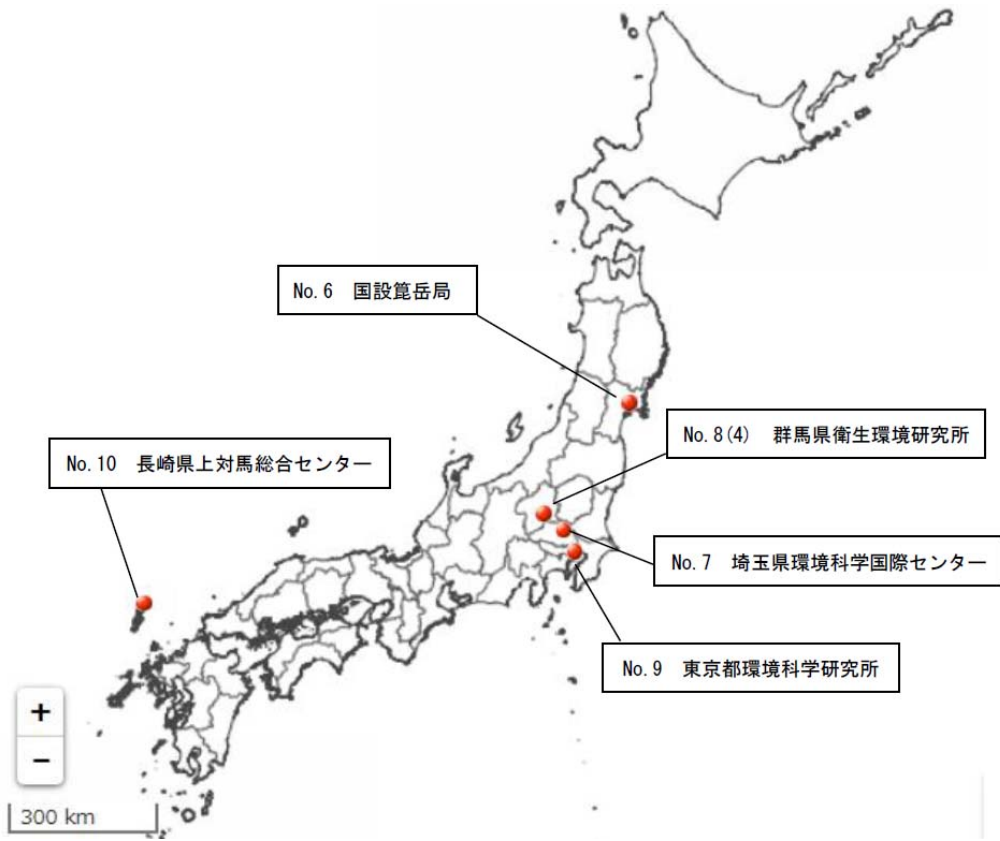 No.6 国設箟岳局
No.8(4) 群馬県衛生環境研究所
No.10 長崎県上対馬総合センター
No.7 埼玉県環境科学国際センター
No.9 東京都環境科学研究所
+
−
300 km